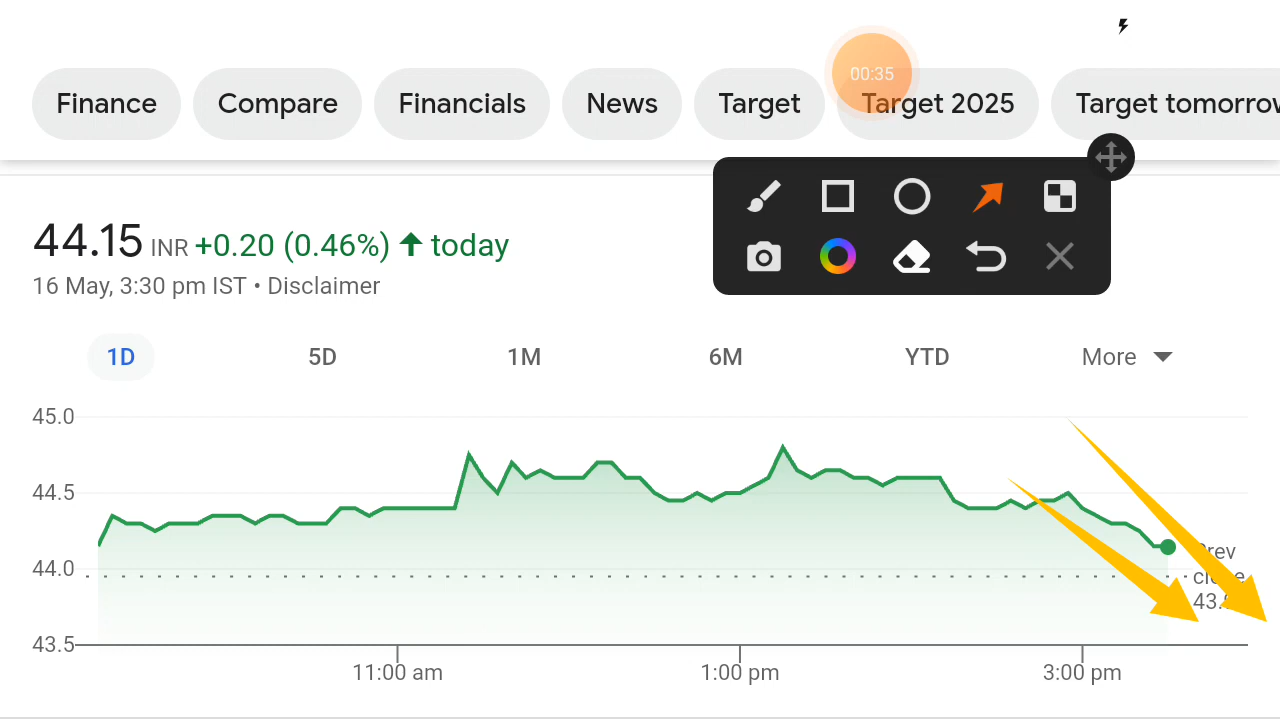 00:35
Finance Compare Financials News Target Target 2025 Target tomorrow
44.15 INR +0.20 (0.46%) today
16 May, 3:30 pm IST • Disclaimer
1D 5D 1M 6M YTD More
45.0
44.5
44.0
43.5
close
11:00 am 1:00 pm 3:00 pm